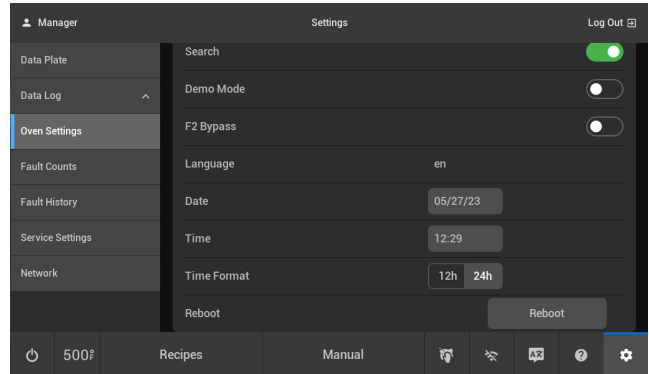 Manager
Settings
Log Out
Data Plate
Data Log
Oven Settings
Fault Counts
Fault History
Service Settings
Network
Search
Demo Mode
F2 Bypass
Language en
Date 05/27/23
Time 12:29
Time Format 12h 24h
Reboot Reboot
500°F
Recipes
Manual